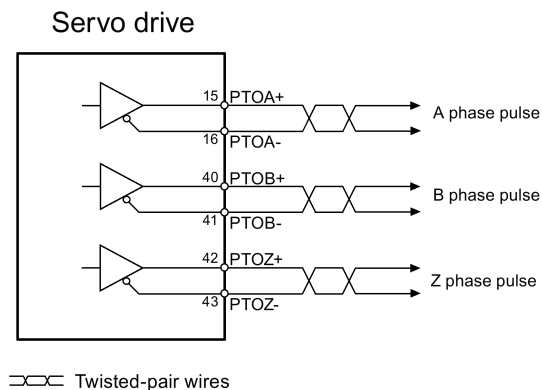 Servo drive
15 PTOA+
16 PTOA-
A phase pulse
40 PTOB+
41 PTOB-
B phase pulse
42 PTOZ+
43 PTOZ-
Z phase pulse
Twisted-pair wires